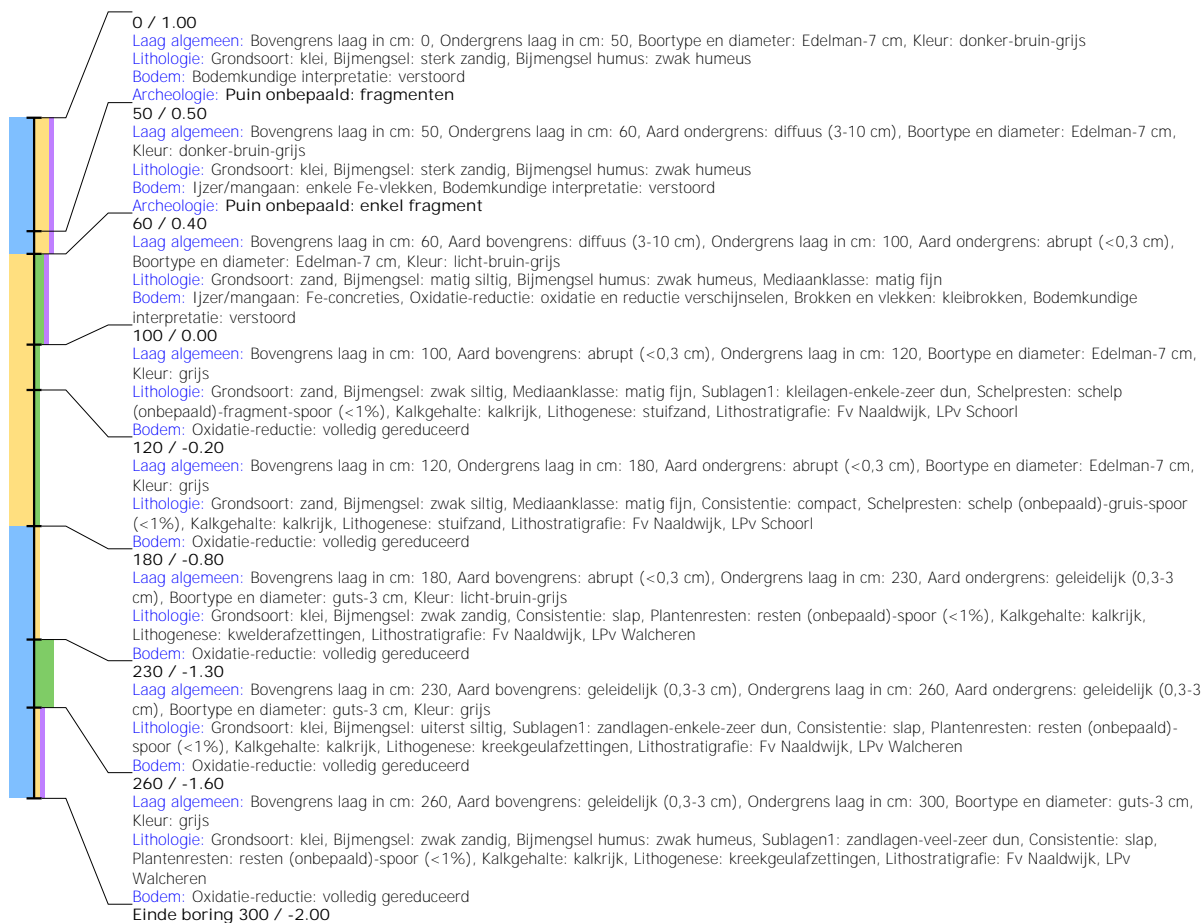 0 / 1.00
Laag algemeen: Bovengrens laag in cm: 0, Ondergrens laag in cm: 50, Boortype en diameter: Edelman-7 cm, Kleur: donker-bruin-grijs
Lithologie: Grondsoort: klei, Bijmengsel: sterk zandig, Bijmengsel humus: zwak humeus
Bodem: Bodemkundige interpretatie: verstoord
Archeologie: Puin onbepaald: fragmenten
50 / 0.50
Laag algemeen: Bovengrens laag in cm: 50, Ondergrens laag in cm: 60, Aard ondergrens: diffuus (3-10 cm), Boortype en diameter: Edelman-7 cm,
Kleur: donker-bruin-grijs
Lithologie: Grondsoort: klei, Bijmengsel: sterk zandig, Bijmengsel humus: zwak humeus
Bodem: Ijzer/mangaan: enkele Fe-vlekken, Bodemkundige interpretatie: verstoord
Archeologie: Puin onbepaald: enkel fragment
60 / 0.40
Laag algemeen: Bovengrens laag in cm: 60, Aard bovengrens: diffuus (3-10 cm), Ondergrens laag in cm: 100, Aard ondergrens: abrupt (<0,3 cm),
Boortype en diameter: Edelman-7 cm, Kleur: licht-bruin-grijs
Lithologie: Grondsoort: zand, Bijmengsel: matig siltig, Bijmengsel humus: zwak humeus, Mediaanklasse: matig fijn
Bodem: Ijzer/mangaan: Fe-concreties, Oxidatie-reductie: oxidatie en reductie verschijnselen, Brokken en vlekken: kleibrokken, Bodemkundige
interpretatie: verstoord
100 / 0.00
Laag algemeen: Bovengrens laag in cm: 100, Aard bovengrens: abrupt (<0,3 cm), Ondergrens laag in cm: 120, Boortype en diameter: Edelman-7 cm,
Kleur: grijs
Lithologie: Grondsoort: zand, Bijmengsel: zwak siltig, Mediaanklasse: matig fijn, Sublagen1: kleilagen-enkele-zeer dun, Schelpresten: schelp
(onbepaald)-fragment-spoor (<1%), Kalkgehalte: kalkrijk, Lithogenese: stuifzand, Lithostratigrafie: Fv Naaldwijk, LPv Schoorl
Bodem: Oxidatie-reductie: volledig gereduceerd
120 / -0.20
Laag algemeen: Bovengrens laag in cm: 120, Ondergrens laag in cm: 180, Aard ondergrens: abrupt (<0,3 cm), Boortype en diameter: Edelman-7 cm,
Kleur: grijs
Lithologie: Grondsoort: zand, Bijmengsel: zwak siltig, Mediaanklasse: matig fijn, Consistentie: compact, Schelpresten: schelp (onbepaald)-gruis-spoor
(<1%), Kalkgehalte: kalkrijk, Lithogenese: stuifzand, Lithostratigrafie: Fv Naaldwijk, LPv Schoorl
Bodem: Oxidatie-reductie: volledig gereduceerd
180 / -0.80
Laag algemeen: Bovengrens laag in cm: 180, Aard bovengrens: abrupt (<0,3 cm), Ondergrens laag in cm: 230, Aard ondergrens: geleidelijk (0,3-3
cm), Boortype en diameter: guts-3 cm, Kleur: licht-bruin-grijs
Lithologie: Grondsoort: klei, Bijmengsel: zwak zandig, Consistentie: slap, Plantenresten: resten (onbepaald)-spoor (<1%), Kalkgehalte: kalkrijk,
Lithogenese: kwelderafzettingen, Lithostratigrafie: Fv Naaldwijk, LPv Walcheren
Bodem: Oxidatie-reductie: volledig gereduceerd
230 / -1.30
Laag algemeen: Bovengrens laag in cm: 230, Aard bovengrens: geleidelijk (0,3-3 cm), Ondergrens laag in cm: 260, Aard ondergrens: geleidelijk (0,3-3
cm), Boortype en diameter: guts-3 cm, Kleur: grijs
Lithologie: Grondsoort: klei, Bijmengsel: uiterst siltig, Sublagen1: zandlagen-enkele-zeer dun, Consistentie: slap, Plantenresten: resten (onbepaald)-
spoor (<1%), Kalkgehalte: kalkrijk, Lithogenese: kreekgeulafzettingen, Lithostratigrafie: Fv Naaldwijk, LPv Walcheren
Bodem: Oxidatie-reductie: volledig gereduceerd
260 / -1.60
Laag algemeen: Bovengrens laag in cm: 260, Aard bovengrens: geleidelijk (0,3-3 cm), Ondergrens laag in cm: 300, Boortype en diameter: guts-3 cm,
Kleur: grijs
Lithologie: Grondsoort: klei, Bijmengsel: zwak zandig, Bijmengsel humus: zwak humeus, Sublagen1: zandlagen-veel-zeer dun, Consistentie: slap,
Plantenresten: resten (onbepaald)-spoor (<1%), Kalkgehalte: kalkrijk, Lithogenese: kreekgeulafzettingen, Lithostratigrafie: Fv Naaldwijk, LPv
Walcheren
Bodem: Oxidatie-reductie: volledig gereduceerd
Einde boring 300 / -2.00